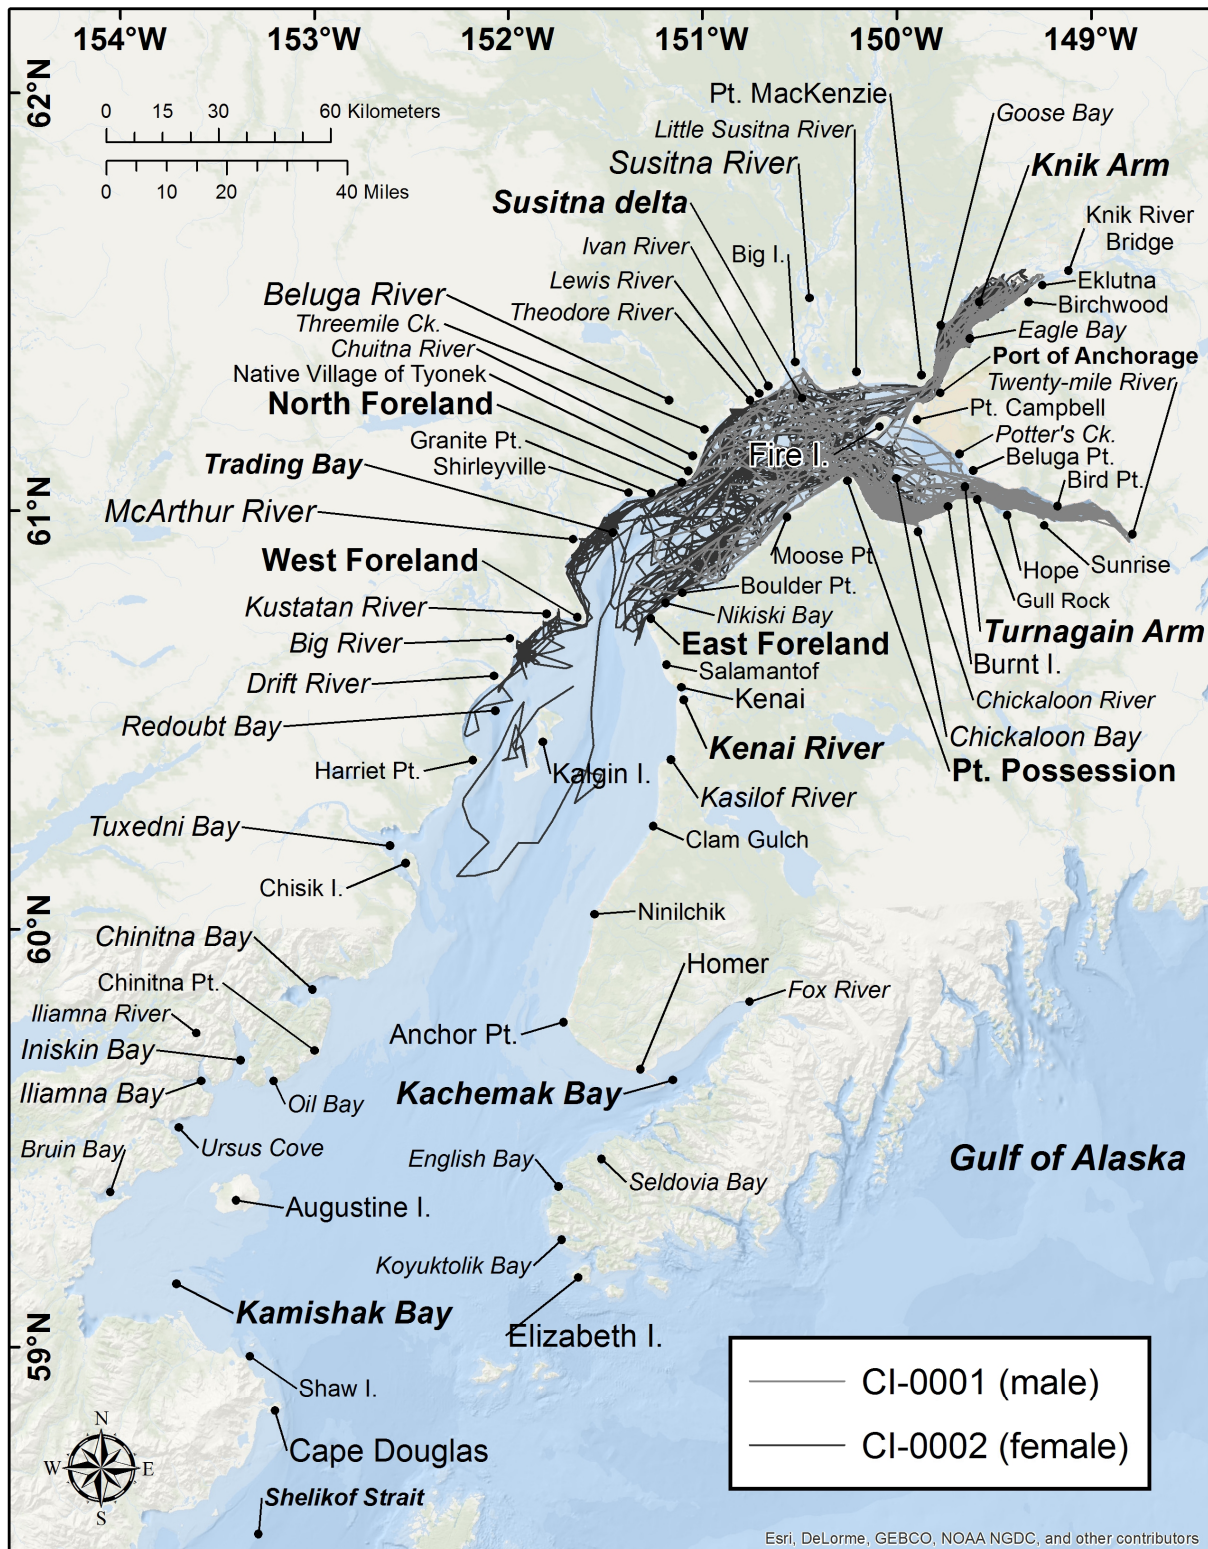 154°W 153°W 152°W 151°W 150°W 149°W
62°N
61°N
60°N
59°N
0 15 30 60 Kilometers
0 10 20 40 Miles
Pt. MacKenzie
Goose Bay
Little Susitna River
Susitna River
Knik Arm
Susitna delta
Knik River
Bridge
Ivan River
Big I.
Lewis River
Eklutna
Beluga River
Birchwood
Theodore River
Threemile Ck.
Eagle Bay
Chuitna River
Port of Anchorage
Native Village of Tyonek
Twenty-mile River
North Foreland
Pt. Campbell
Granite Pt.
Potter's Ck.
Fire I.
Beluga Pt.
Trading Bay
Shirleyville
Bird Pt.
McArthur River
Moose Pt.
West Foreland
Sunrise
Hope
Boulder Pt.
Gull Rock
Kustatan River
Nikiski Bay
Turnagain Arm
Big River
East Foreland
Burnt I.
Salamantof
Drift River
Kenai
Chickaloon River
Redoubt Bay
Chickaloon Bay
Kenai River
Harriet Pt.
Kalgin I.
Pt. Possession
Kasilof River
Tuxedni Bay
Clam Gulch
Chisik I.
Ninilchik
Chinitna Bay
Homer
Chinitna Pt.
Fox River
Iliamna River
Anchor Pt.
Iniskin Bay
Iliamna Bay
Kachemak Bay
Oil Bay
Ursus Cove
Bruin Bay
English Bay
Gulf of Alaska
Seldovia Bay
Augustine I.
Koyuktolik Bay
Kamishak Bay
Elizabeth I.
Shaw I.
CI-0001 (male)
CI-0002 (female)
Cape Douglas
N
W E
S
Shelikof Strait
Esri, DeLorme, GEBCO, NOAA NGDC, and other contributors